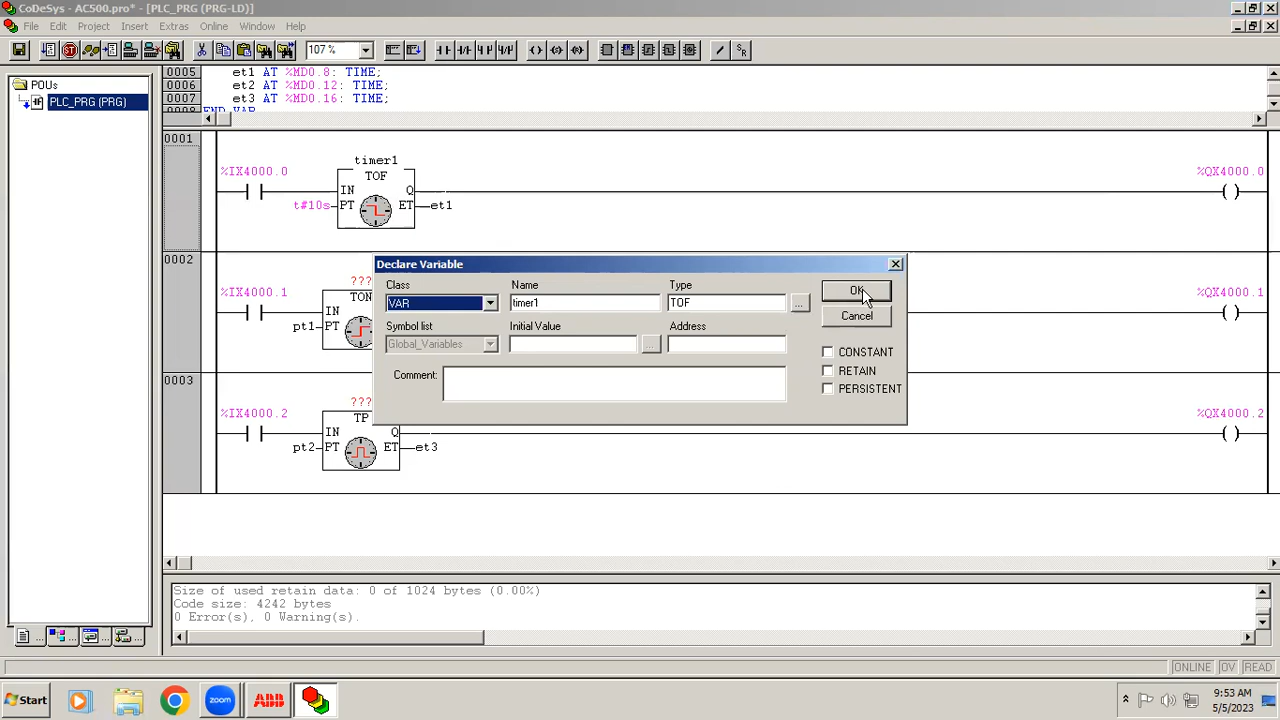 CoDeSys - AC500.pro* - [PLC_PRG (PRG-LD)]
File Edit Project Insert Extras Online Window Help
107 %
POUs
PLC_PRG (PRG)
0005 et1 AT %MD0.8: TIME;
0006 et2 AT %MD0.12: TIME;
0007 et3 AT %MD0.16: TIME;
0008 END_VAR
0001
timer1
%IX4000.0 TOF %QX4000.0
IN Q
t#10s PT ET et1
0002
???
%IX4000.1 TON %QX4000.1
IN
pt1 PT
0003
???
%IX4000.2 TP %QX4000.2
IN Q
pt2 PT ET et3
Declare Variable
Class Name Type
VAR timer1 TOF ... OK
Symbol list Initial Value Address Cancel
Global_Variables ...
CONSTANT
Comment: RETAIN
PERSISTENT
Size of used retain data: 0 of 1024 bytes (0.00%)
Code size: 4242 bytes
0 Error(s), 0 Warning(s).
ONLINE OV READ
Start zoom ABB 9:53 AM
5/5/2023